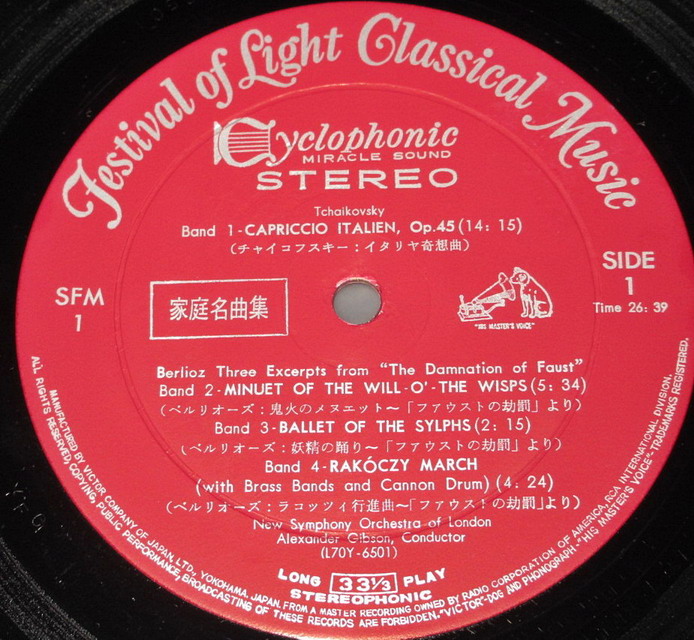 Festival of Light Classical Music
Cyclophonic
MIRACLE SOUND
STEREO
Tchaikovsky
Band 1-CAPRICCIO ITALIEN, Op.45 (14: 15)
(チャイコフスキー：イタリヤ奇想曲)
SFM
1
家庭名曲集
"HIS MASTER'S VOICE"
SIDE
1
Time 26: 39
Berlioz Three Excerpts from "The Damnation of Faust"
Band 2-MINUET OF THE WILL-O'-THE WISPS (5: 34)
(ベルリオーズ：鬼火のメヌエット〜「ファウストの劫罰」より)
Band 3-BALLET OF THE SYLPHS (2: 15)
(ベルリオーズ：妖精の踊り〜「ファウストの劫罰」より)
Band 4-RAKÓCZY MARCH
(with Brass Bands and Cannon Drum) (4: 24)
(ベルリオーズ：ラコッツィ行進曲〜「ファウストの劫罰」より)
New Symphony Orchestra of London
Alexander Gibson, Conductor
(L70Y-6501)
LONG 33 1/3 PLAY
STEREOPHONIC
MANUFACTURED BY VICTOR COMPANY OF JAPAN, LTD., YOKOHAMA, JAPAN, FROM A MASTER RECORDING OWNED BY RADIO CORPORATION OF AMERICA, RCA INTERNATIONAL DIVISION.
ALL RIGHTS RESERVED, COPYING, PUBLIC PERFORMANCE, BROADCASTING OF THESE RECORDS ARE FORBIDDEN. "VICTOR"-DOG AND PHONOGRAPH-"HIS MASTER'S VOICE"-TRADEMARKS REGISTERED.